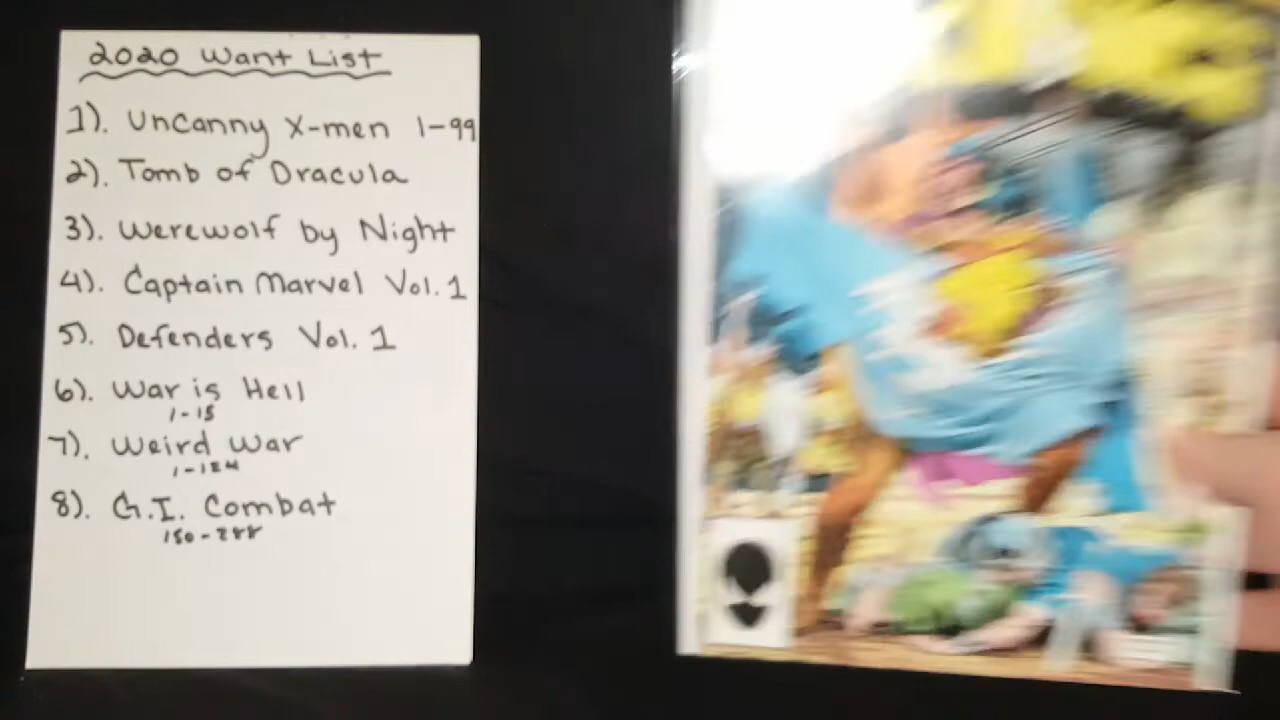 2020 Want List
1). Uncanny X-men 1-99
2). Tomb of Dracula
3). Werewolf by Night
4). Captain Marvel Vol. 1
5). Defenders Vol. 1
6). War is Hell
1-15
7). Weird War
1-124
8). G.I. Combat
150-288